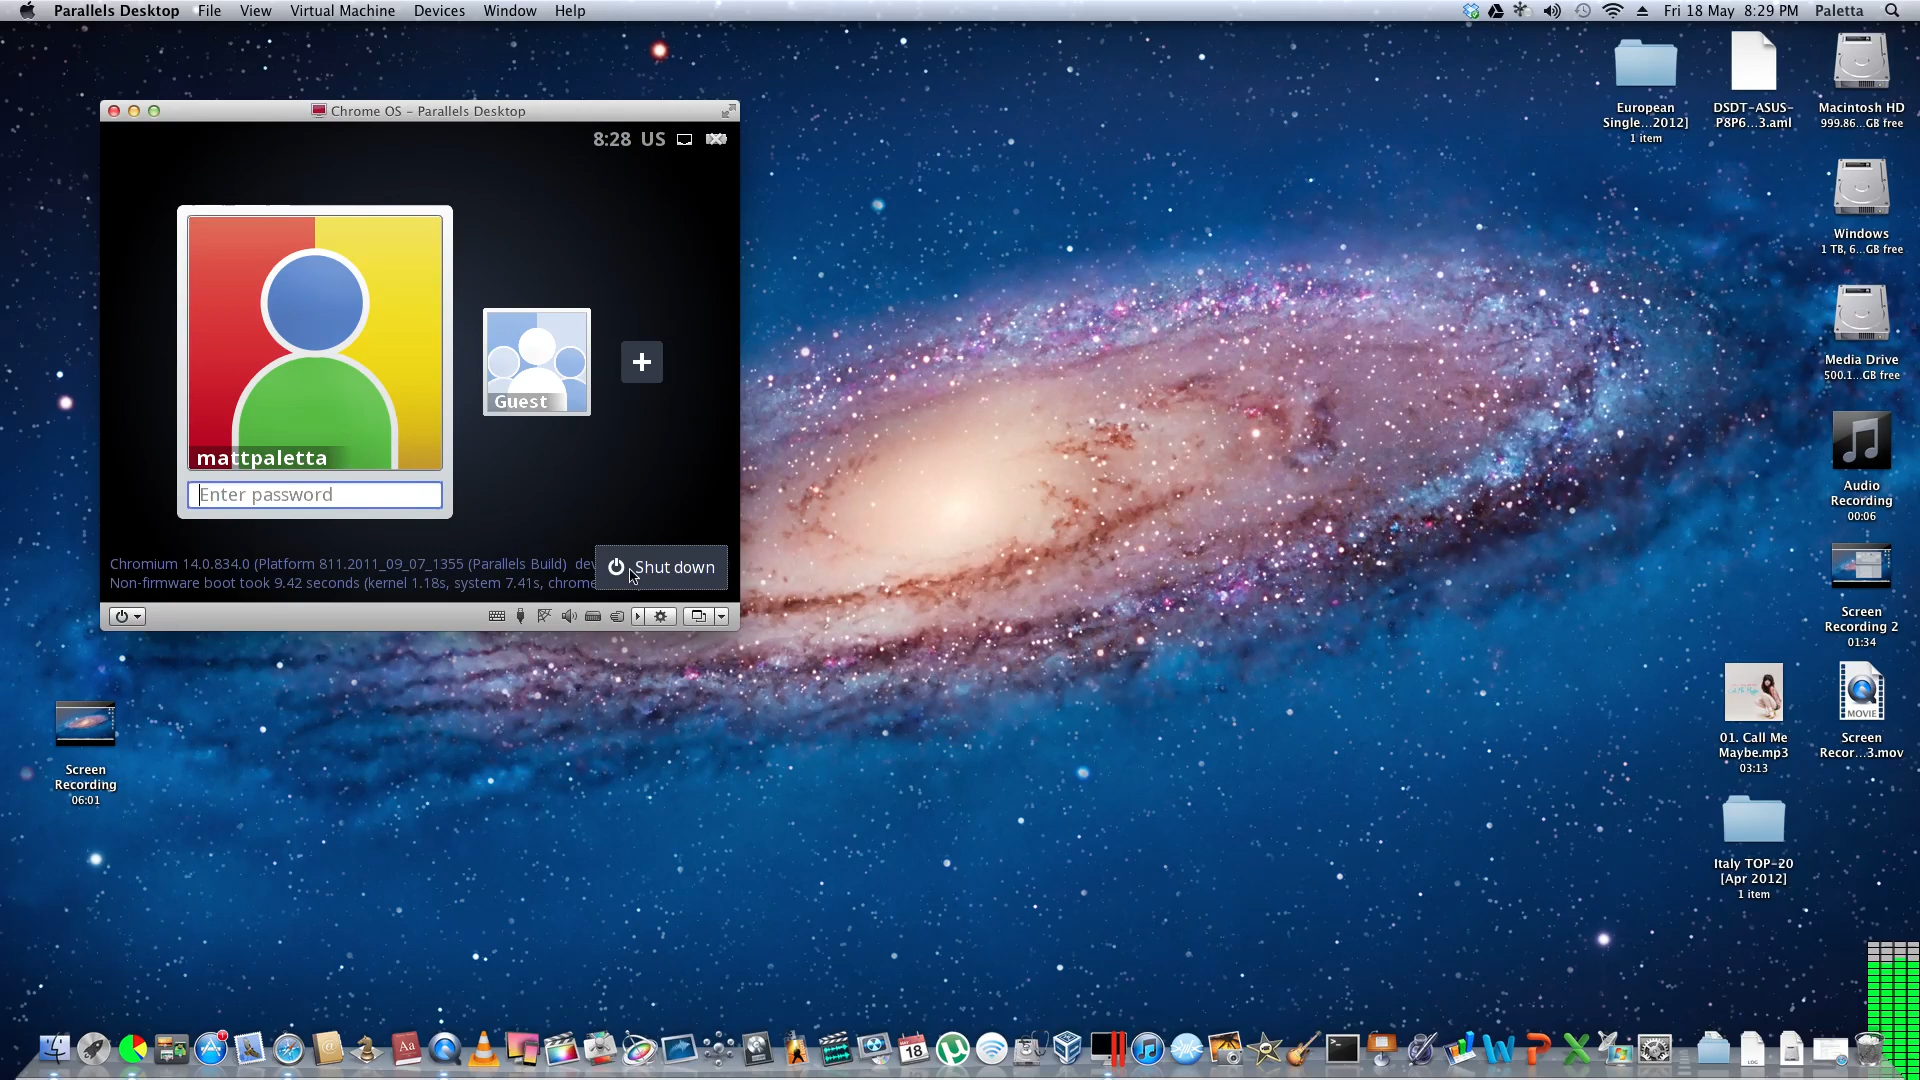 Parallels Desktop File View Virtual Machine Devices Window Help
Fri 18 May 8:29 PM Paletta
Chrome OS - Parallels Desktop
8:28 US
mattpaletta
Enter password
Guest
Chromium 14.0.834.0 (Platform 811.2011_09_07_1355 (Parallels Build) dev
Non-firmware boot took 9.42 seconds (kernel 1.18s, system 7.41s, chrome
Shut down
European
Single...2012]
1 item
DSDT-ASUS-
P8P6...3.aml
Macintosh HD
999.86...GB free
Windows
1 TB, 6...GB free
Media Drive
500.1...GB free
Audio
Recording
00:06
Screen
Recording 2
01:34
01. Call Me
Maybe.mp3
03:13
MOVIE
Screen
Recor...3.mov
Italy TOP-20
[Apr 2012]
1 item
Screen
Recording
06:01
1
Aa
18
W
P
X
LOG